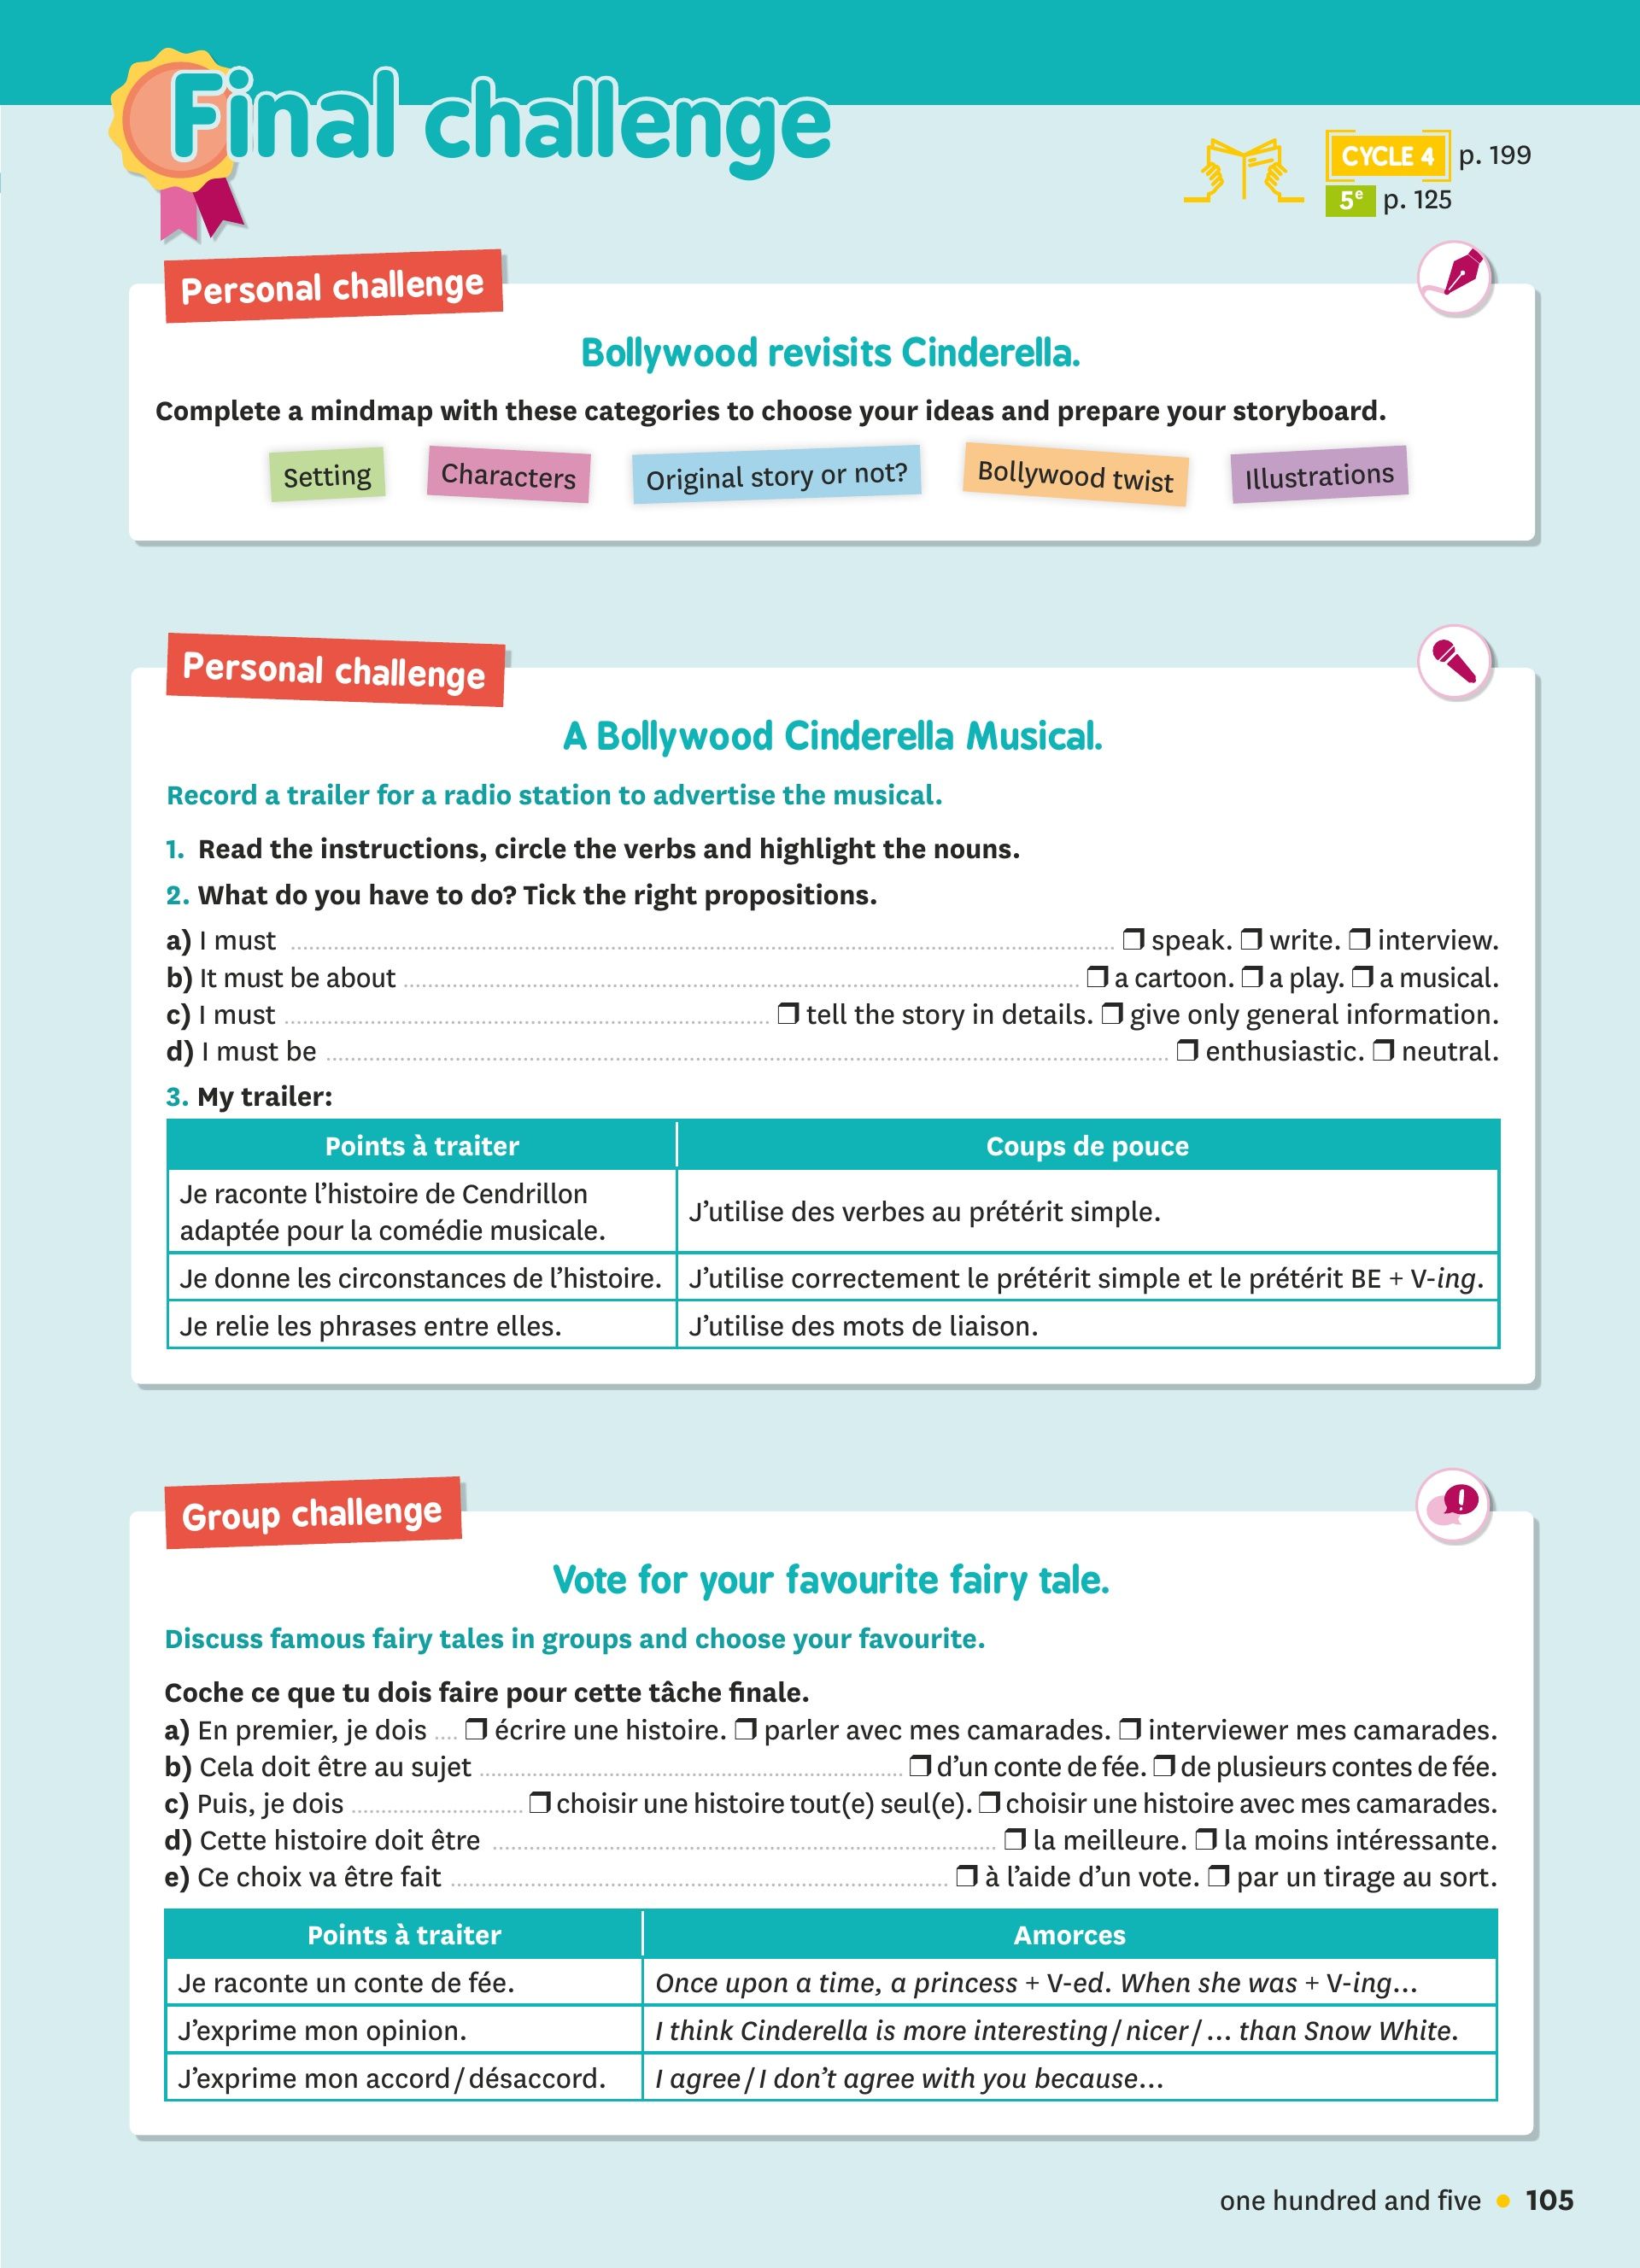 Final challenge
CYCLE 4 p. 199
5e p. 125
Personal challenge
Bollywood revisits Cinderella.
Complete a mindmap with these categories to choose your ideas and prepare your storyboard.
Setting Characters Original story or not? Bollywood twist Illustrations
Personal challenge
A Bollywood Cinderella Musical.
Record a trailer for a radio station to advertise the musical.
1. Read the instructions, circle the verbs and highlight the nouns.
2. What do you have to do? Tick the right propositions.
a) I must ........ ❒ speak. ❒ write. ❒ interview.
b) It must be about ........ ❒ a cartoon. ❒ a play. ❒ a musical.
c) I must ........ ❒ tell the story in details. ❒ give only general information.
d) I must be ........ ❒ enthusiastic. ❒ neutral.
3. My trailer:
Points à traiter Coups de pouce
Je raconte l'histoire de Cendrillon
adaptée pour la comédie musicale.
J'utilise des verbes au prétérit simple.
Je donne les circonstances de l'histoire. J'utilise correctement le prétérit simple et le prétérit BE + V-ing.
Je relie les phrases entre elles. J'utilise des mots de liaison.
Group challenge
!
Vote for your favourite fairy tale.
Discuss famous fairy tales in groups and choose your favourite.
Coche ce que tu dois faire pour cette tâche finale.
a) En premier, je dois .... ❒ écrire une histoire. ❒ parler avec mes camarades. ❒ interviewer mes camarades.
b) Cela doit être au sujet ........ ❒ d'un conte de fée. ❒ de plusieurs contes de fée.
c) Puis, je dois ........ ❒ choisir une histoire tout(e) seul(e). ❒ choisir une histoire avec mes camarades.
d) Cette histoire doit être ........ ❒ la meilleure. ❒ la moins intéressante.
e) Ce choix va être fait ........ ❒ à l'aide d'un vote. ❒ par un tirage au sort.
Points à traiter Amorces
Je raconte un conte de fée. Once upon a time, a princess + V-ed. When she was + V-ing...
J'exprime mon opinion. I think Cinderella is more interesting / nicer / ... than Snow White.
J'exprime mon accord / désaccord. I agree / I don't agree with you because...
one hundred and five • 105